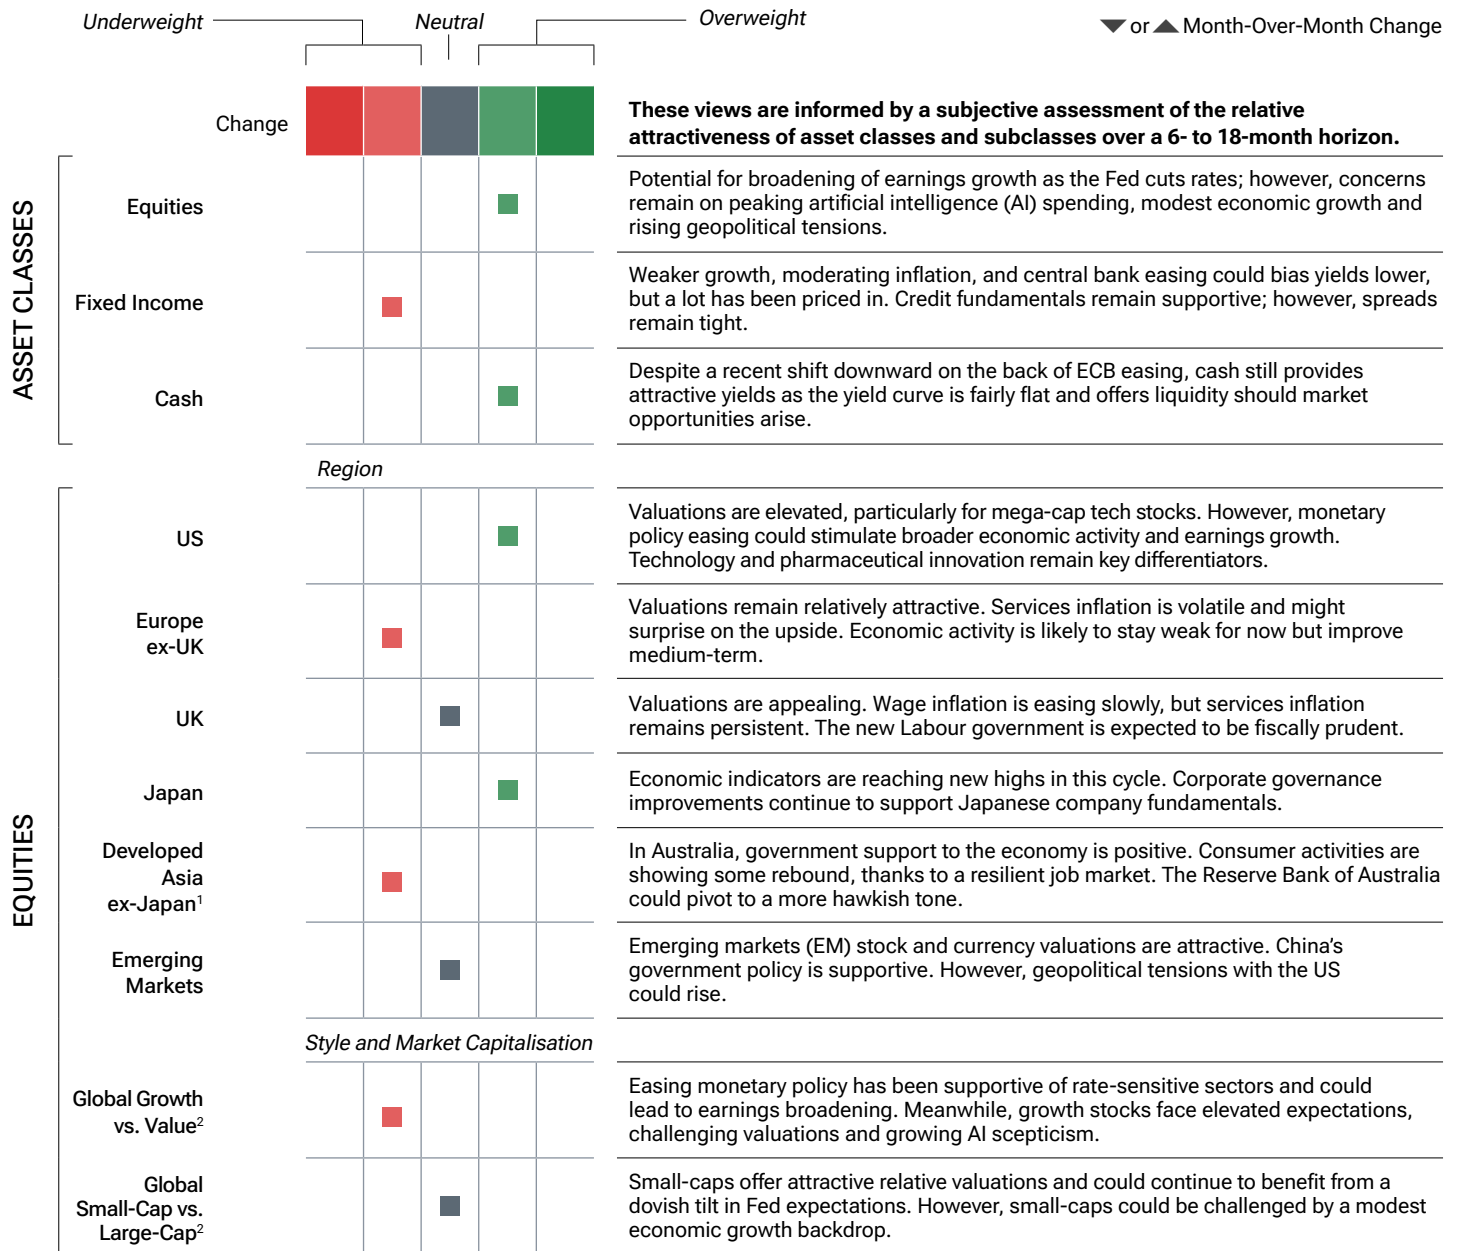 Underweight
Neutral
Overweight
▼ or ▲ Month-Over-Month Change
Change
These views are informed by a subjective assessment of the relative
attractiveness of asset classes and subclasses over a 6- to 18-month horizon.
ASSET CLASSES
Equities
Potential for broadening of earnings growth as the Fed cuts rates; however, concerns
remain on peaking artificial intelligence (AI) spending, modest economic growth and
rising geopolitical tensions.
Fixed Income
Weaker growth, moderating inflation, and central bank easing could bias yields lower,
but a lot has been priced in. Credit fundamentals remain supportive; however, spreads
remain tight.
Cash
Despite a recent shift downward on the back of ECB easing, cash still provides
attractive yields as the yield curve is fairly flat and offers liquidity should market
opportunities arise.
EQUITIES
Region
US
Valuations are elevated, particularly for mega-cap tech stocks. However, monetary
policy easing could stimulate broader economic activity and earnings growth.
Technology and pharmaceutical innovation remain key differentiators.
Europe
ex-UK
Valuations remain relatively attractive. Services inflation is volatile and might
surprise on the upside. Economic activity is likely to stay weak for now but improve
medium-term.
UK
Valuations are appealing. Wage inflation is easing slowly, but services inflation
remains persistent. The new Labour government is expected to be fiscally prudent.
Japan
Economic indicators are reaching new highs in this cycle. Corporate governance
improvements continue to support Japanese company fundamentals.
Developed
Asia
ex-Japan¹
In Australia, government support to the economy is positive. Consumer activities are
showing some rebound, thanks to a resilient job market. The Reserve Bank of Australia
could pivot to a more hawkish tone.
Emerging
Markets
Emerging markets (EM) stock and currency valuations are attractive. China’s
government policy is supportive. However, geopolitical tensions with the US
could rise.
Style and Market Capitalisation
Global Growth
vs. Value²
Easing monetary policy has been supportive of rate-sensitive sectors and could
lead to earnings broadening. Meanwhile, growth stocks face elevated expectations,
challenging valuations and growing AI scepticism.
Global
Small-Cap vs.
Large-Cap²
Small-caps offer attractive relative valuations and could continue to benefit from a
dovish tilt in Fed expectations. However, small-caps could be challenged by a modest
economic growth backdrop.